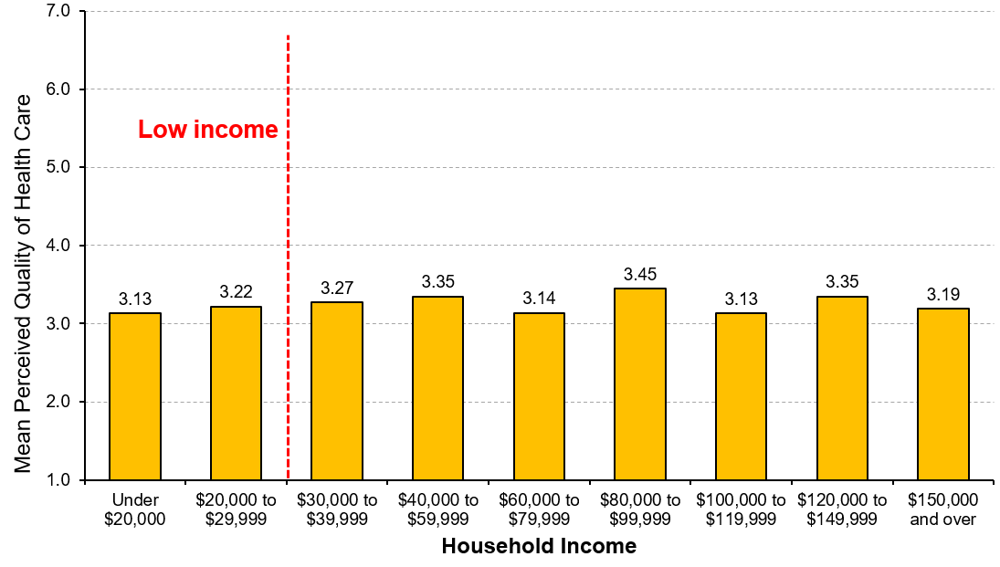 7.0
6.0
5.0
4.0
3.0
2.0
1.0
Mean Perceived Quality of Health Care
Low income
3.13
3.22
3.27
3.35
3.14
3.45
3.13
3.35
3.19
Under
$20,000
$20,000 to
$29,999
$30,000 to
$39,999
$40,000 to
$59,999
$60,000 to
$79,999
$80,000 to
$99,999
$100,000 to
$119,999
$120,000 to
$149,999
$150,000
and over
Household Income